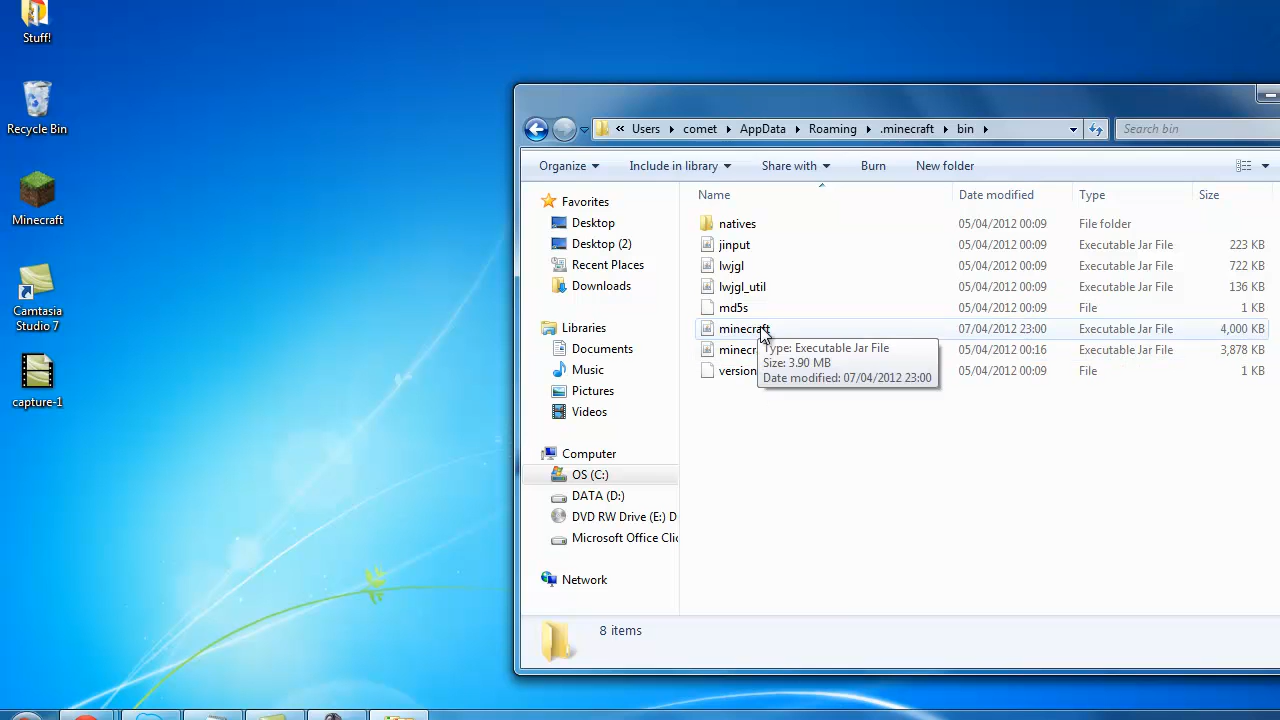 Stuff!
Recycle Bin
Minecraft
Camtasia
Studio 7
capture-1
« Users comet AppData Roaming .minecraft bin
Search bin
Organize Include in library Share with Burn New folder
Name Date modified Type Size
Favorites
Desktop
Desktop (2)
Recent Places
Downloads
Libraries
Documents
Music
Pictures
Videos
Computer
OS (C:)
DATA (D:)
DVD RW Drive (E:) D
Microsoft Office Clic
Network
natives 05/04/2012 00:09 File folder
jinput 05/04/2012 00:09 Executable Jar File 223 KB
lwjgl 05/04/2012 00:09 Executable Jar File 722 KB
lwjgl_util 05/04/2012 00:09 Executable Jar File 136 KB
md5s 05/04/2012 00:09 File 1 KB
minecraft 07/04/2012 23:00 Executable Jar File 4,000 KB
minecr 05/04/2012 00:16 Executable Jar File 3,878 KB
version 05/04/2012 00:09 File 1 KB
Type: Executable Jar File
Size: 3.90 MB
Date modified: 07/04/2012 23:00
8 items